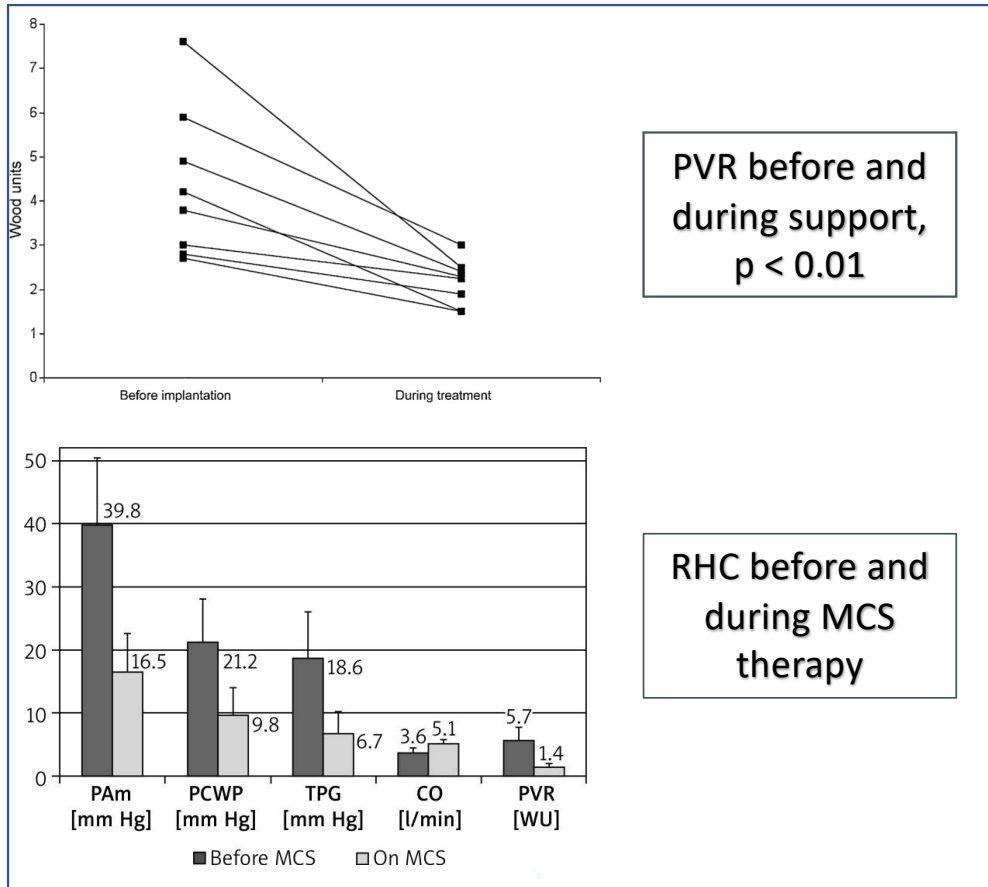 8
7
6
5
4
3
2
1
0
Wood units
Before implantation During treatment
PVR before and
during support,
p < 0.01
50
40
30
20
10
0
39.8
16.5
21.2
9.8
18.6
6.7
3.6
5.1
5.7
1.4
PAm PCWP TPG CO PVR
[mm Hg] [mm Hg] [mm Hg] [l/min] [WU]
Before MCS On MCS
RHC before and
during MCS
therapy